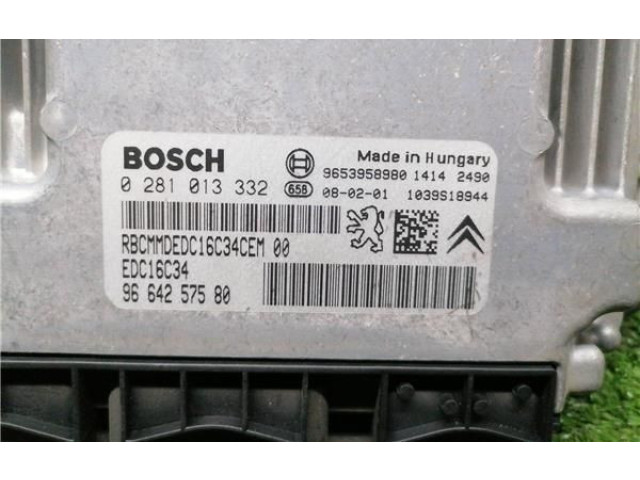 BOSCH
Made in Hungary
9653958980 1414 2490
0 281 013 332
656
08-02-01 1039S18944
RBCMMDEDC16C34CEM 00
EDC16C34
96 642 575 80